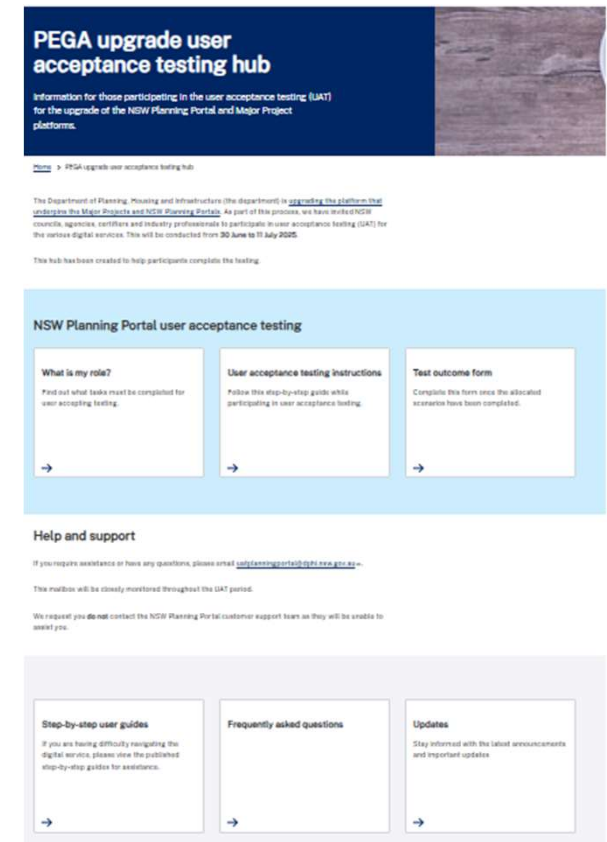 PEGA upgrade user
acceptance testing hub
Information for those participating in the user acceptance testing (UAT)
for the upgrade of the NSW Planning Portal and Major Project
platforms.
Home > PEGA upgrade user acceptance testing hub
The Department of Planning, Housing and Infrastructure (the department) is upgrading the platform that
underpins the Major Projects and NSW Planning Portals. As part of this process, we have invited NSW
councils, agencies, certifiers and industry professionals to participate in user acceptance testing (UAT) for
the various digital services. This will be conducted from 30 June to 11 July 2025.
This hub has been created to help participants complete the testing.
NSW Planning Portal user acceptance testing
What is my role?
Find out what tasks must be completed for
user accepting testing.
→
User acceptance testing instructions
Follow this step-by-step guide while
participating in user acceptance testing.
→
Test outcome form
Complete this form once the allocated
scenarios have been completed.
→
Help and support
If you require assistance or have any questions, please email uatplanningportal@dphi.nsw.gov.au.
This mailbox will be closely monitored throughout the UAT period.
We request you do not contact the NSW Planning Portal customer support team as they will be unable to
assist you.
Step-by-step user guides
If you are having difficulty navigating the
digital service, please view the published
step-by-step guides for assistance.
→
Frequently asked questions
→
Updates
Stay informed with the latest announcements
and important updates
→